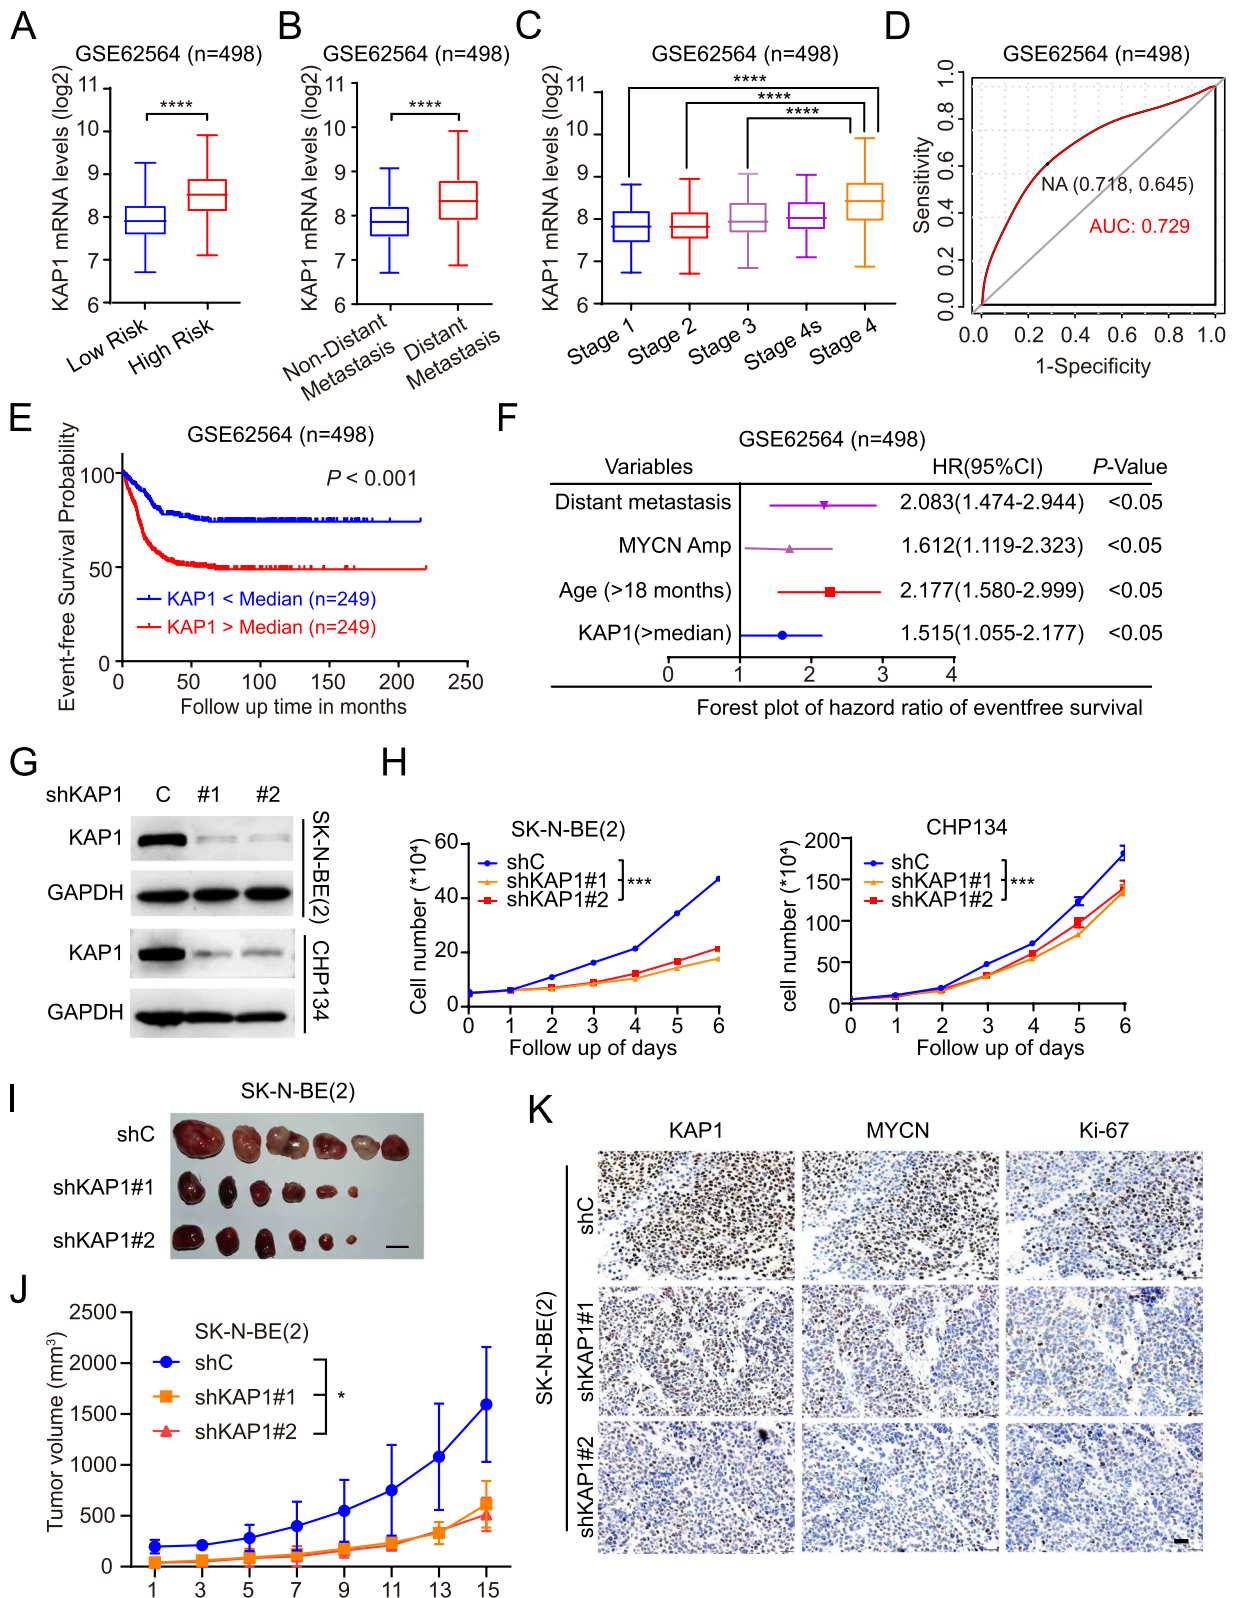 A
GSE62564 (n=498)
KAP1 mRNA levels (log2)
11
10
9
8
7
6
****
Low Risk
High Risk
B
GSE62564 (n=498)
KAP1 mRNA levels (log2)
11
10
9
8
7
6
****
Non-Distant
Metastasis
Distant
Metastasis
C
GSE62564 (n=498)
KAP1 mRNA levels (log2)
11
10
9
8
7
6
****
****
****
Stage 1
Stage 2
Stage 3
Stage 4s
Stage 4
D
GSE62564 (n=498)
Sensitivity
1.0
0.8
0.6
0.4
0.2
0.0
NA (0.718, 0.645)
AUC: 0.729
0.0 0.2 0.4 0.6 0.8 1.0
1-Specificity
E
GSE62564 (n=498)
Event-free Survival Probability
100
50
0
P < 0.001
KAP1 < Median (n=249)
KAP1 > Median (n=249)
0 50 100 150 200 250
Follow up time in months
F
GSE62564 (n=498)
Variables HR(95%CI) P-Value
Distant metastasis 2.083(1.474-2.944) <0.05
MYCN Amp 1.612(1.119-2.323) <0.05
Age (>18 months) 2.177(1.580-2.999) <0.05
KAP1(>median) 1.515(1.055-2.177) <0.05
0 1 2 3 4
Forest plot of hazord ratio of eventfree survival
G
shKAP1 C #1 #2
KAP1
GAPDH
SK-N-BE(2)
KAP1
GAPDH
CHP134
H
SK-N-BE(2)
Cell number (*10⁴)
60
40
20
0
shC
shKAP1#1
shKAP1#2
***
0 1 2 3 4 5 6
Follow up of days
CHP134
cell number (*10⁴)
200
150
100
50
0
shC
shKAP1#1
shKAP1#2
***
0 1 2 3 4 5 6
Follow up of days
I
SK-N-BE(2)
shC
shKAP1#1
shKAP1#2
J
Tumor volume (mm³)
2500
2000
1500
1000
500
0
SK-N-BE(2)
shC
shKAP1#1
shKAP1#2
*
1 3 5 7 9 11 13 15
K
KAP1 MYCN Ki-67
SK-N-BE(2)
shC
shKAP1#1
shKAP1#2